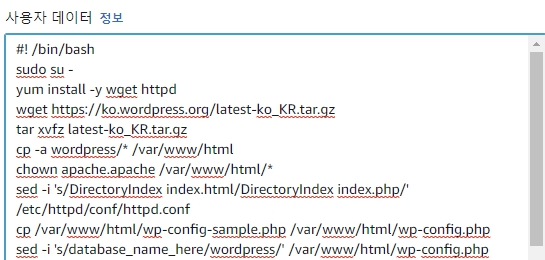 사용자 데이터 정보
#! /bin/bash
sudo su -
yum install -y wget httpd
wget https://ko.wordpress.org/latest-ko_KR.tar.gz
tar xvfz latest-ko_KR.tar.gz
cp -a wordpress/* /var/www/html
chown apache.apache /var/www/html/*
sed -i 's/DirectoryIndex index.html/DirectoryIndex index.php/'
/etc/httpd/conf/httpd.conf
cp /var/www/html/wp-config-sample.php /var/www/html/wp-config.php
sed -i 's/database_name_here/wordpress/' /var/www/html/wp-config.php